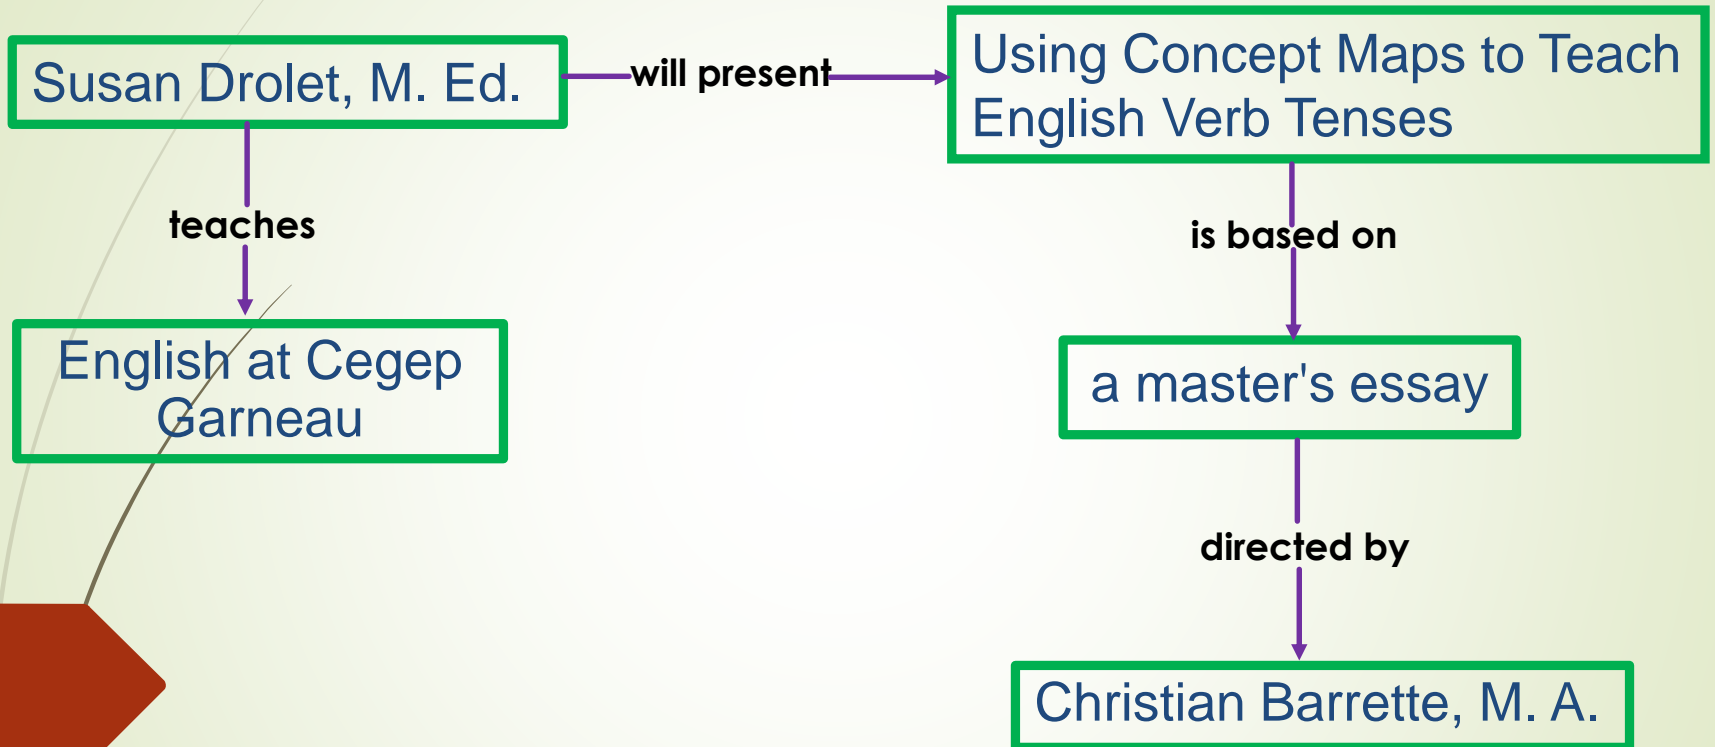 Susan Drolet, M. Ed.
will present
Using Concept Maps to Teach
English Verb Tenses
teaches
is based on
English at Cegep
Garneau
a master's essay
directed by
Christian Barrette, M. A.